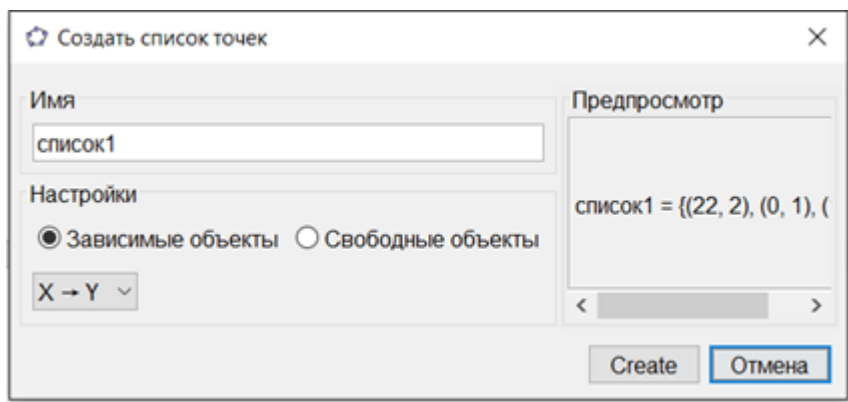 Создать список точек
Имя
список1
Настройки
Зависимые объекты Свободные объекты
X → Y
Предпросмотр
список1 = {(22, 2), (0, 1), (
Create Отмена